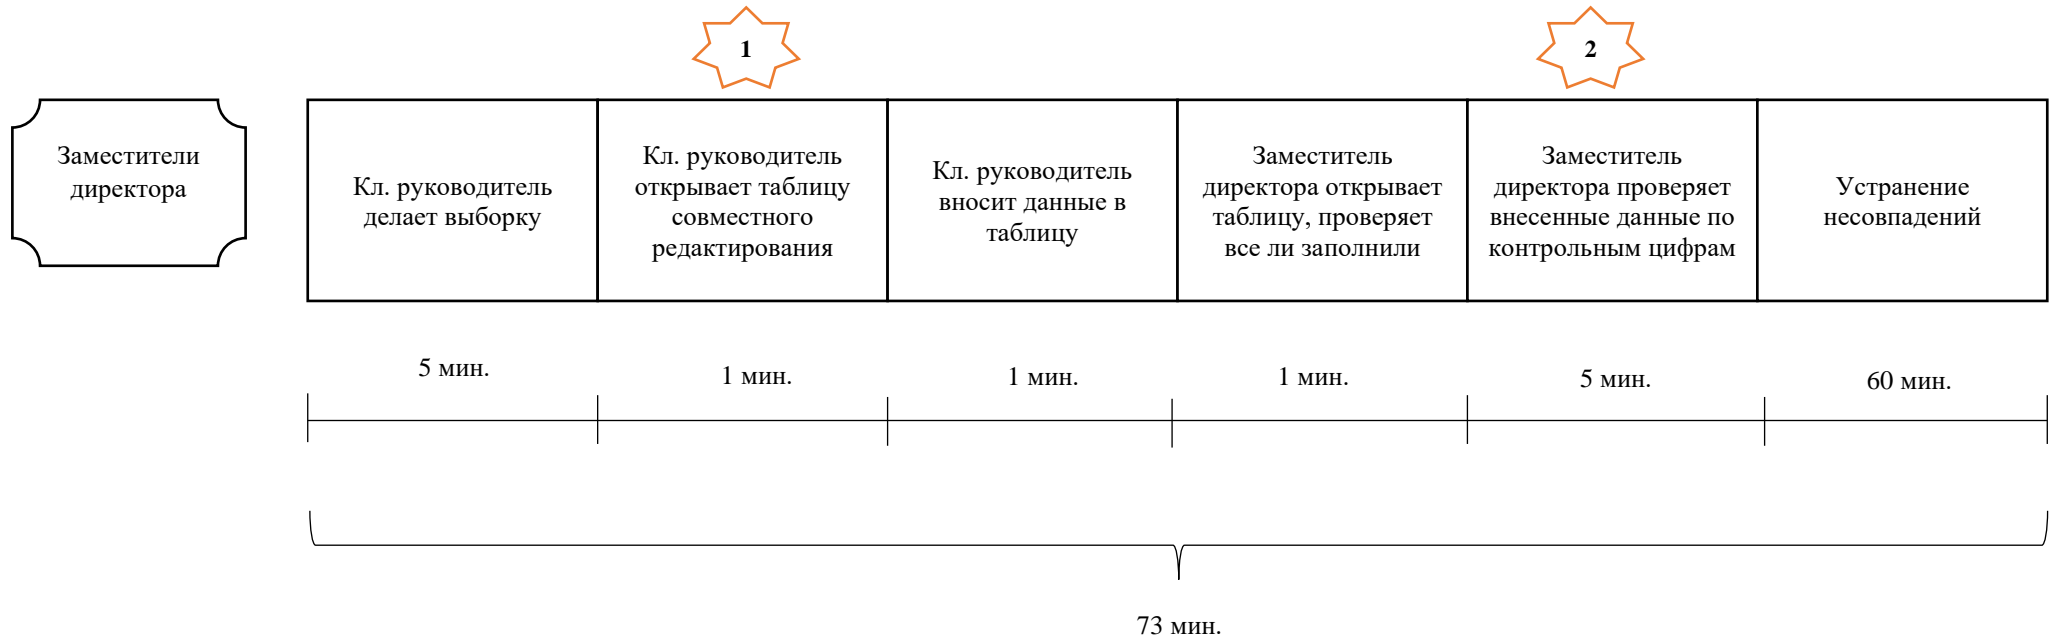 1
2
Заместители
директора
Кл. руководитель
делает выборку
Кл. руководитель
открывает таблицу
совместного
редактирования
Кл. руководитель
вносит данные в
таблицу
Заместитель
директора открывает
таблицу, проверяет
все ли заполнили
Заместитель
директора проверяет
внесенные данные по
контрольным цифрам
Устранение
несовпадений
5 мин.
1 мин.
1 мин.
1 мин.
5 мин.
60 мин.
73 мин.